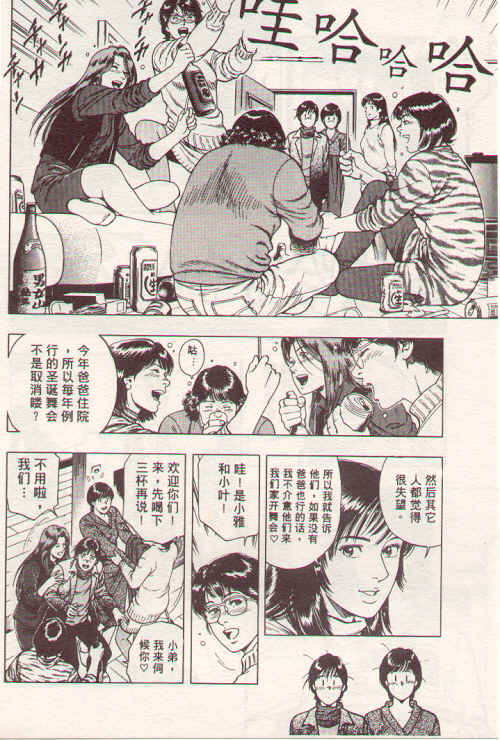 哇哈哈哈
男山
生
今年爸爸住院
，所以每年例
行的圣诞舞会
不是取消喽？
咕…
然后其它
人都觉得
很失望。
所以我就告诉
他们，如果没有
爸爸也行的话，
我不介意他们来
我们家开舞会♡
哇！是小雅
和小叶！
欢迎你们！
来，先喝下
三杯再说！
不用啦，
我们…
小弟，
我来伺
候你♡